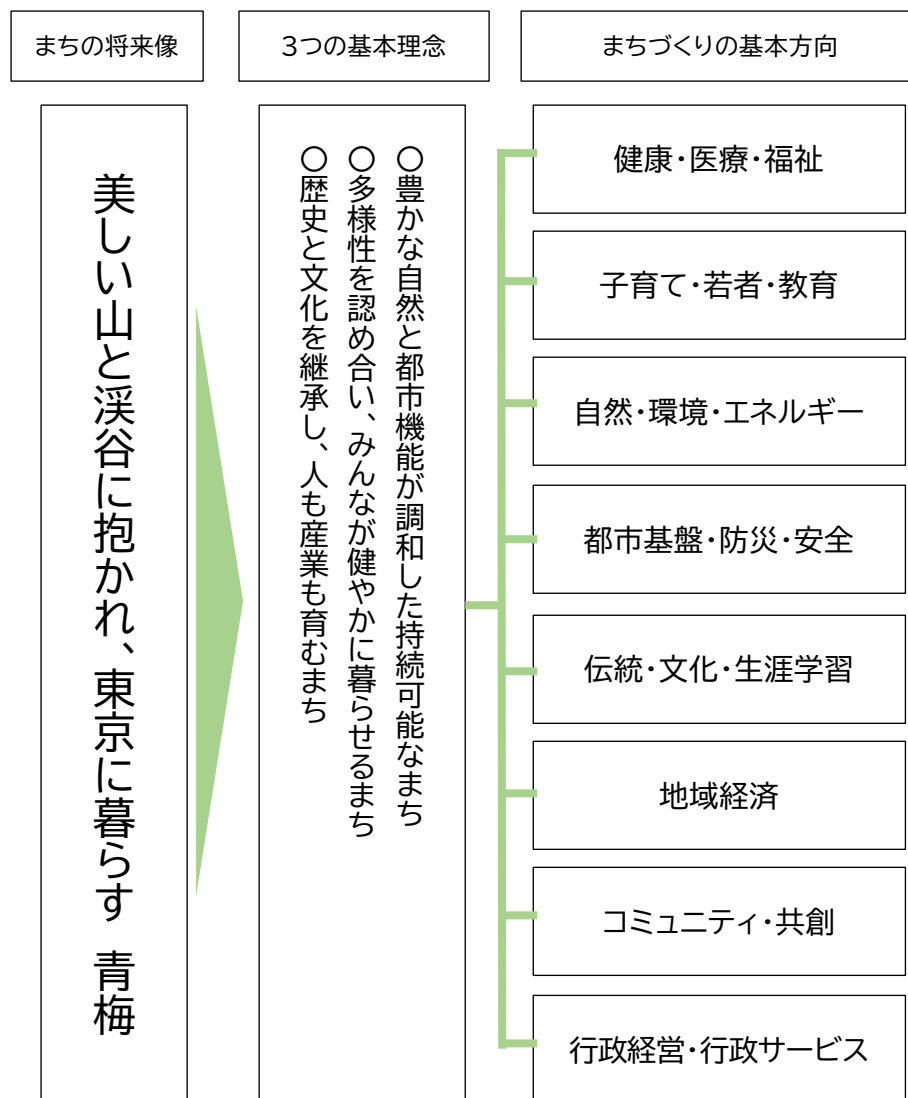 まちの将来像
3つの基本理念
まちづくりの基本方向
美しい山と渓谷に抱かれ、東京に暮らす 青梅
○豊かな自然と都市機能が調和した持続可能なまち
○多様性を認め合い、みんなが健やかに暮らせるまち
○歴史と文化を継承し、人も産業も育むまち
健康・医療・福祉
子育て・若者・教育
自然・環境・エネルギー
都市基盤・防災・安全
伝統・文化・生涯学習
地域経済
コミュニティ・共創
行政経営・行政サービス